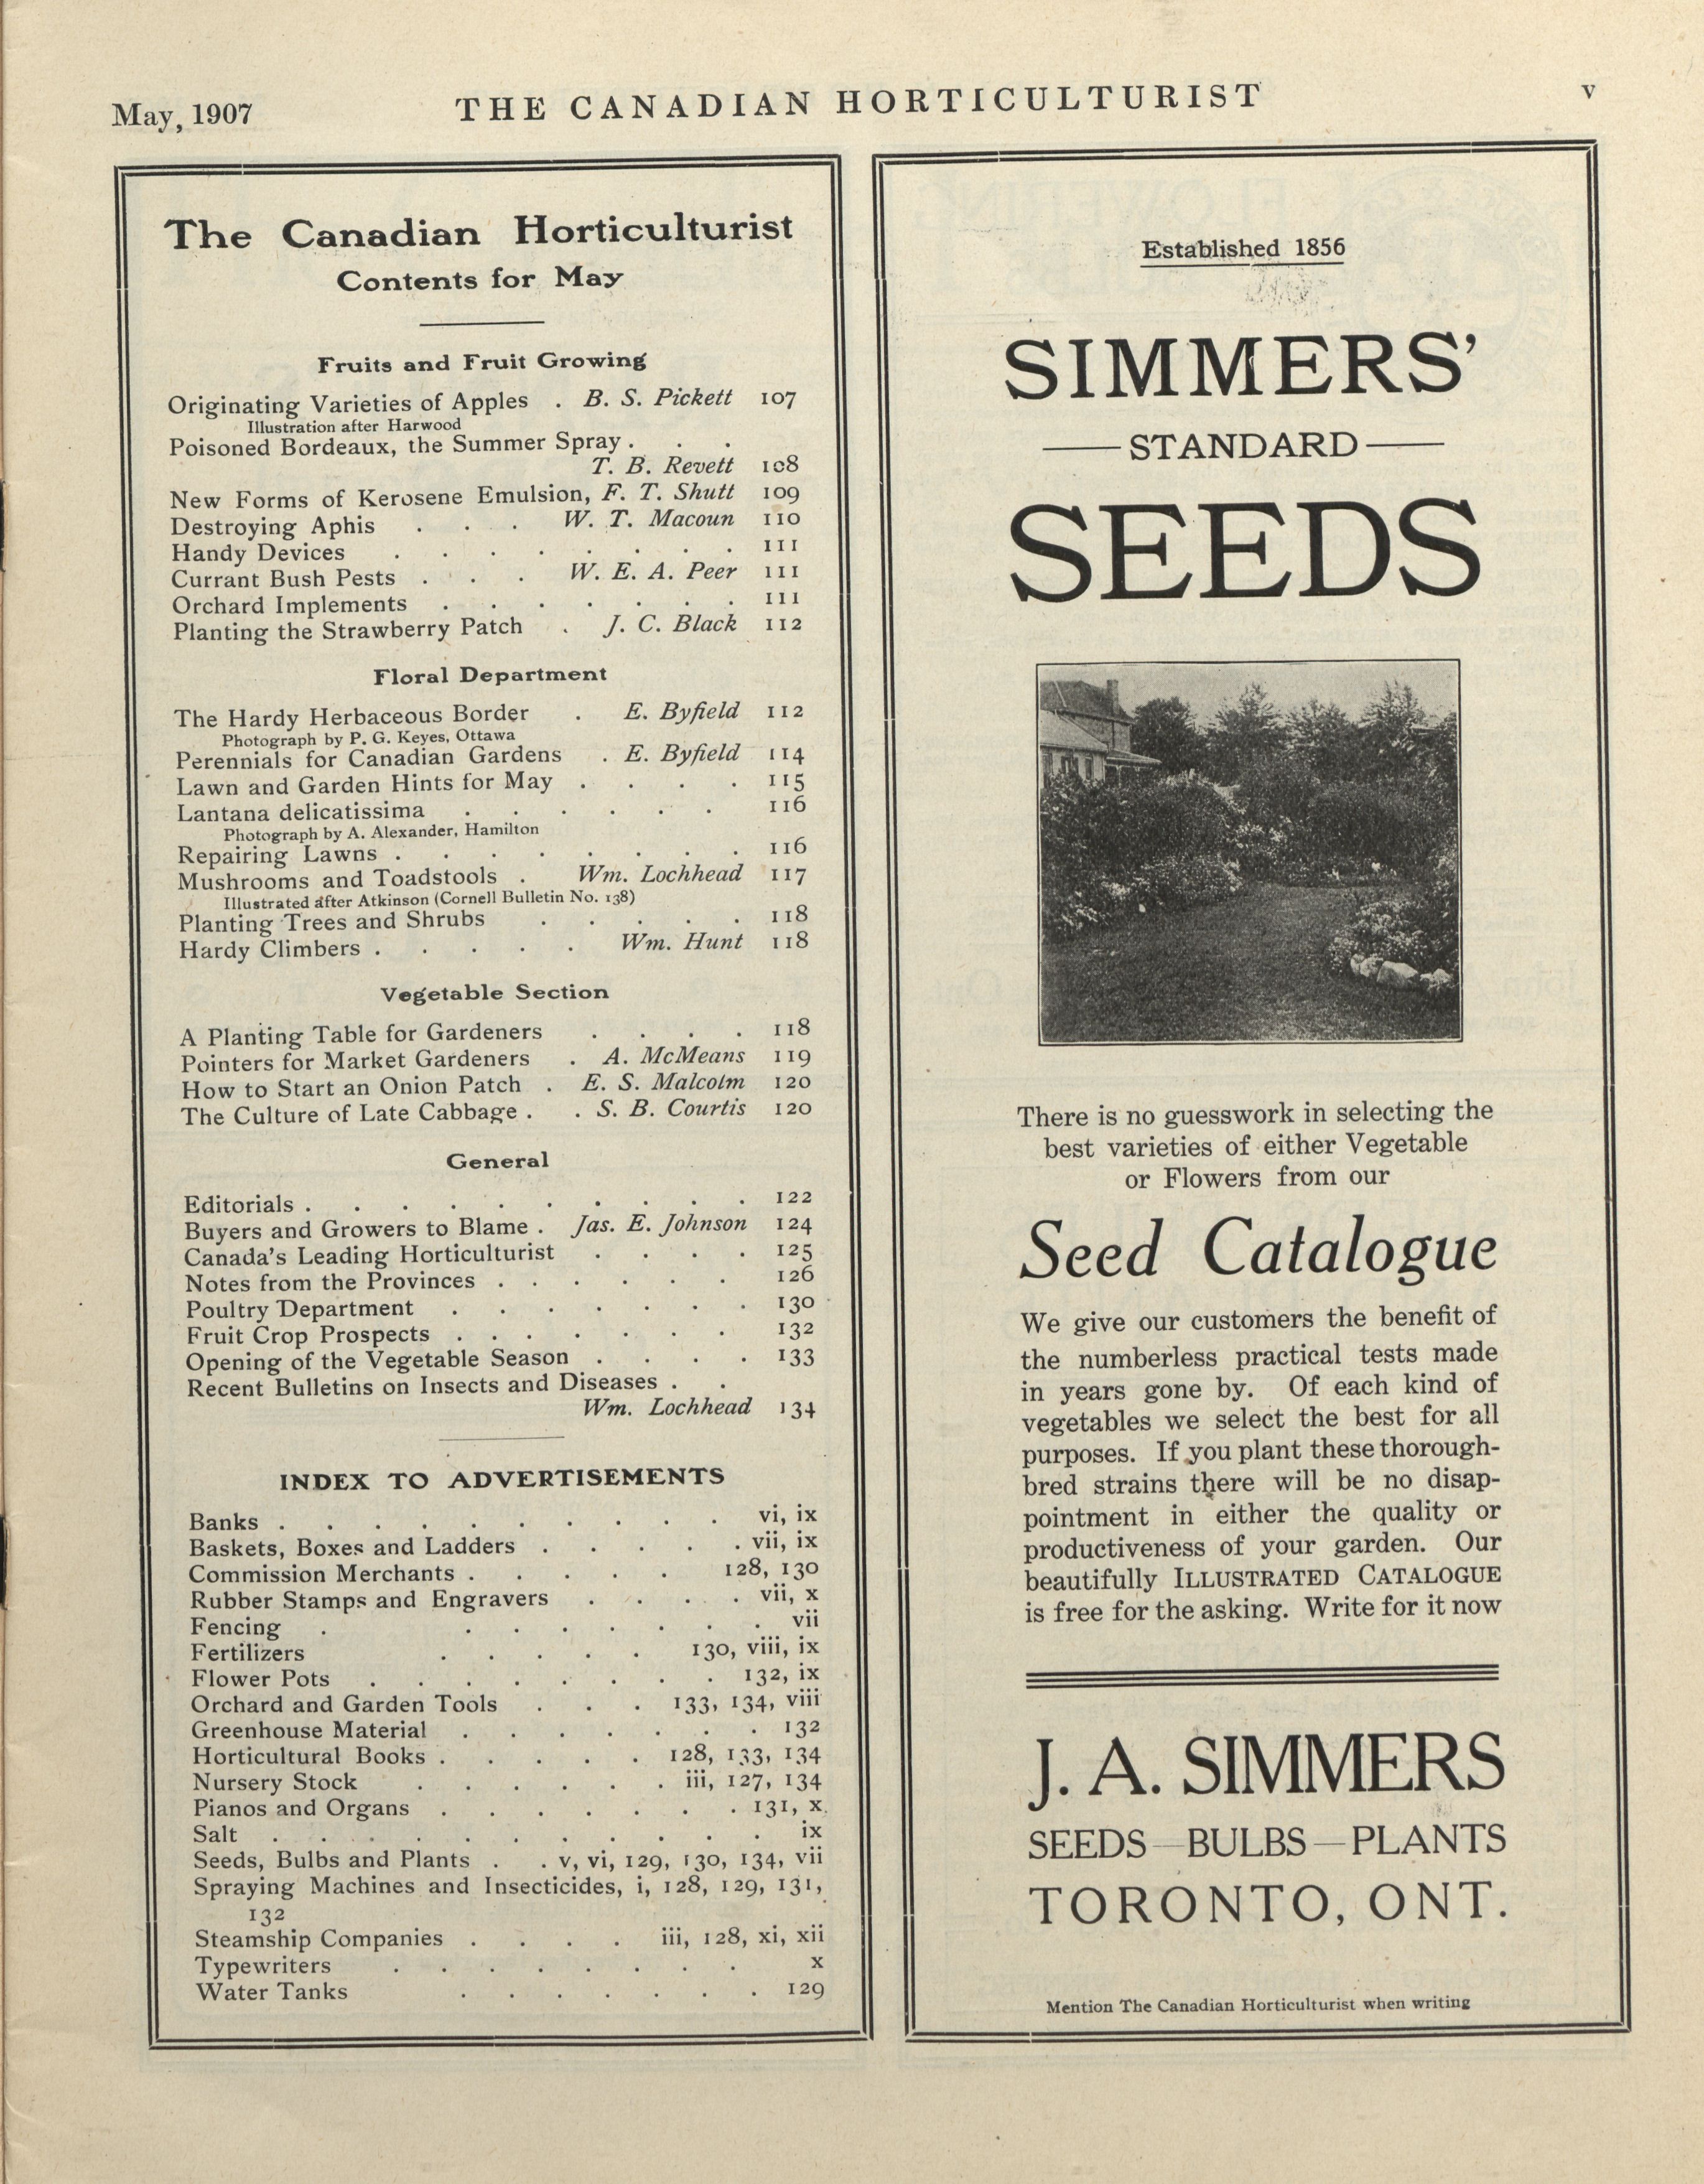 May, 1907
THE CANADIAN HORTICULTURIST
v
The Canadian Horticulturist
Contents for May
Fruits and Fruit Growing
Originating Varieties of Apples . B. S. Pickett 107
Illustration after Harwood
Poisoned Bordeaux, the Summer Spray . . .
T. B. Revett 108
New Forms of Kerosene Emulsion, F. T. Shutt 109
Destroying Aphis . . . W. T. Macoun 110
Handy Devices . . . . . . . . 111
Currant Bush Pests . . . W. E. A. Peer 111
Orchard Implements . . . . . . . 111
Planting the Strawberry Patch . J. C. Black 112
Floral Department
The Hardy Herbaceous Border . E. Byfield 112
Photograph by P. G. Keyes, Ottawa
Perennials for Canadian Gardens . E. Byfield 114
Lawn and Garden Hints for May . . . . 115
Lantana delicatissima . . . . . . 116
Photograph by A. Alexander, Hamilton
Repairing Lawns . . . . . . . . 116
Mushrooms and Toadstools . Wm. Lochhead 117
Illustrated after Atkinson (Cornell Bulletin No. 138)
Planting Trees and Shrubs . . . . . 118
Hardy Climbers . . . . . Wm. Hunt 118
Vegetable Section
A Planting Table for Gardeners . . . . 118
Pointers for Market Gardeners . A. McMeans 119
How to Start an Onion Patch . E. S. Malcolm 120
The Culture of Late Cabbage . . S. B. Courtis 120
General
Editorials . . . . . . . . . . 122
Buyers and Growers to Blame . Jas. E. Johnson 124
Canada's Leading Horticulturist . . . . 125
Notes from the Provinces . . . . . . 126
Poultry Department . . . . . . . 130
Fruit Crop Prospects . . . . . . . 132
Opening of the Vegetable Season . . . . 133
Recent Bulletins on Insects and Diseases . .
Wm. Lochhead 134
INDEX TO ADVERTISEMENTS
Banks . . . . . . . . . . vi, ix
Baskets, Boxes and Ladders . . . . . vii, ix
Commission Merchants . . . . . 128, 130
Rubber Stamps and Engravers . . . . vii, x
Fencing . . . . . . . . vii
Fertilizers . . . . . 130, viii, ix
Flower Pots . . . . . . . . 132, ix
Orchard and Garden Tools . . . 133, 134, viii
Greenhouse Material . . . . . . . 132
Horticultural Books . . . . . 128, 133, 134
Nursery Stock . . . . . . iii, 127, 134
Pianos and Organs . . . . . . . 131, x
Salt . . . . . . . . . . . ix
Seeds, Bulbs and Plants . . v, vi, 129, 130, 134, vii
Spraying Machines and Insecticides, i, 128, 129, 131,
132
Steamship Companies . . . . iii, 128, xi, xii
Typewriters . . . . . . . . x
Water Tanks . . . . . . . 129
Established 1856
SIMMERS'
STANDARD
SEEDS
There is no guesswork in selecting the
best varieties of either Vegetable
or Flowers from our
Seed Catalogue
We give our customers the benefit of
the numberless practical tests made
in years gone by. Of each kind of
vegetables we select the best for all
purposes. If you plant these thorough-
bred strains there will be no disap-
pointment in either the quality or
productiveness of your garden. Our
beautifully ILLUSTRATED CATALOGUE
is free for the asking. Write for it now
J. A. SIMMERS
SEEDS—BULBS—PLANTS
TORONTO, ONT.
Mention The Canadian Horticulturist when writing